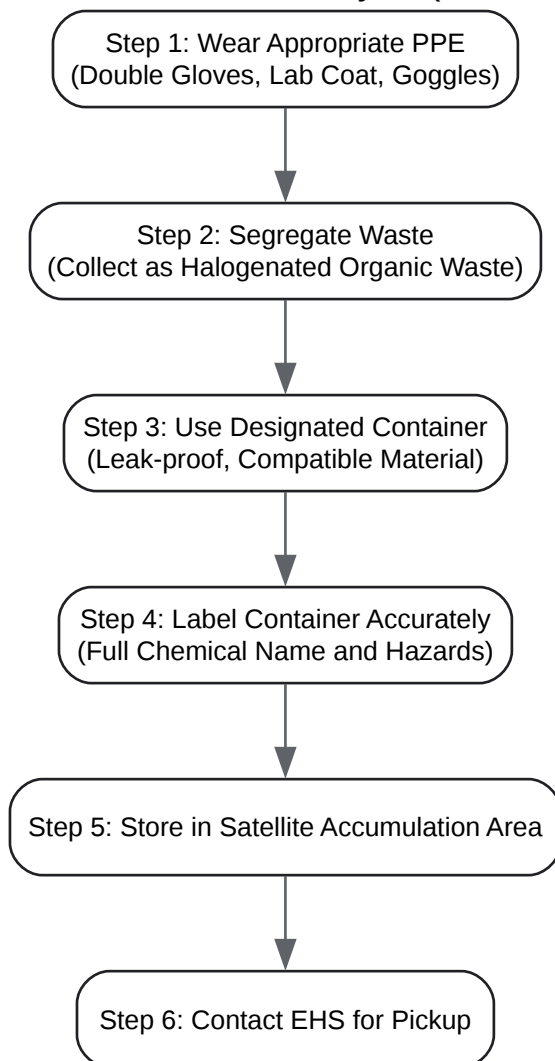 Step 1: Wear Appropriate PPE
(Double Gloves, Lab Coat, Goggles)
Step 2: Segregate Waste
(Collect as Halogenated Organic Waste)
Step 3: Use Designated Container
(Leak-proof, Compatible Material)
Step 4: Label Container Accurately
(Full Chemical Name and Hazards)
Step 5: Store in Satellite Accumulation Area
Step 6: Contact EHS for Pickup